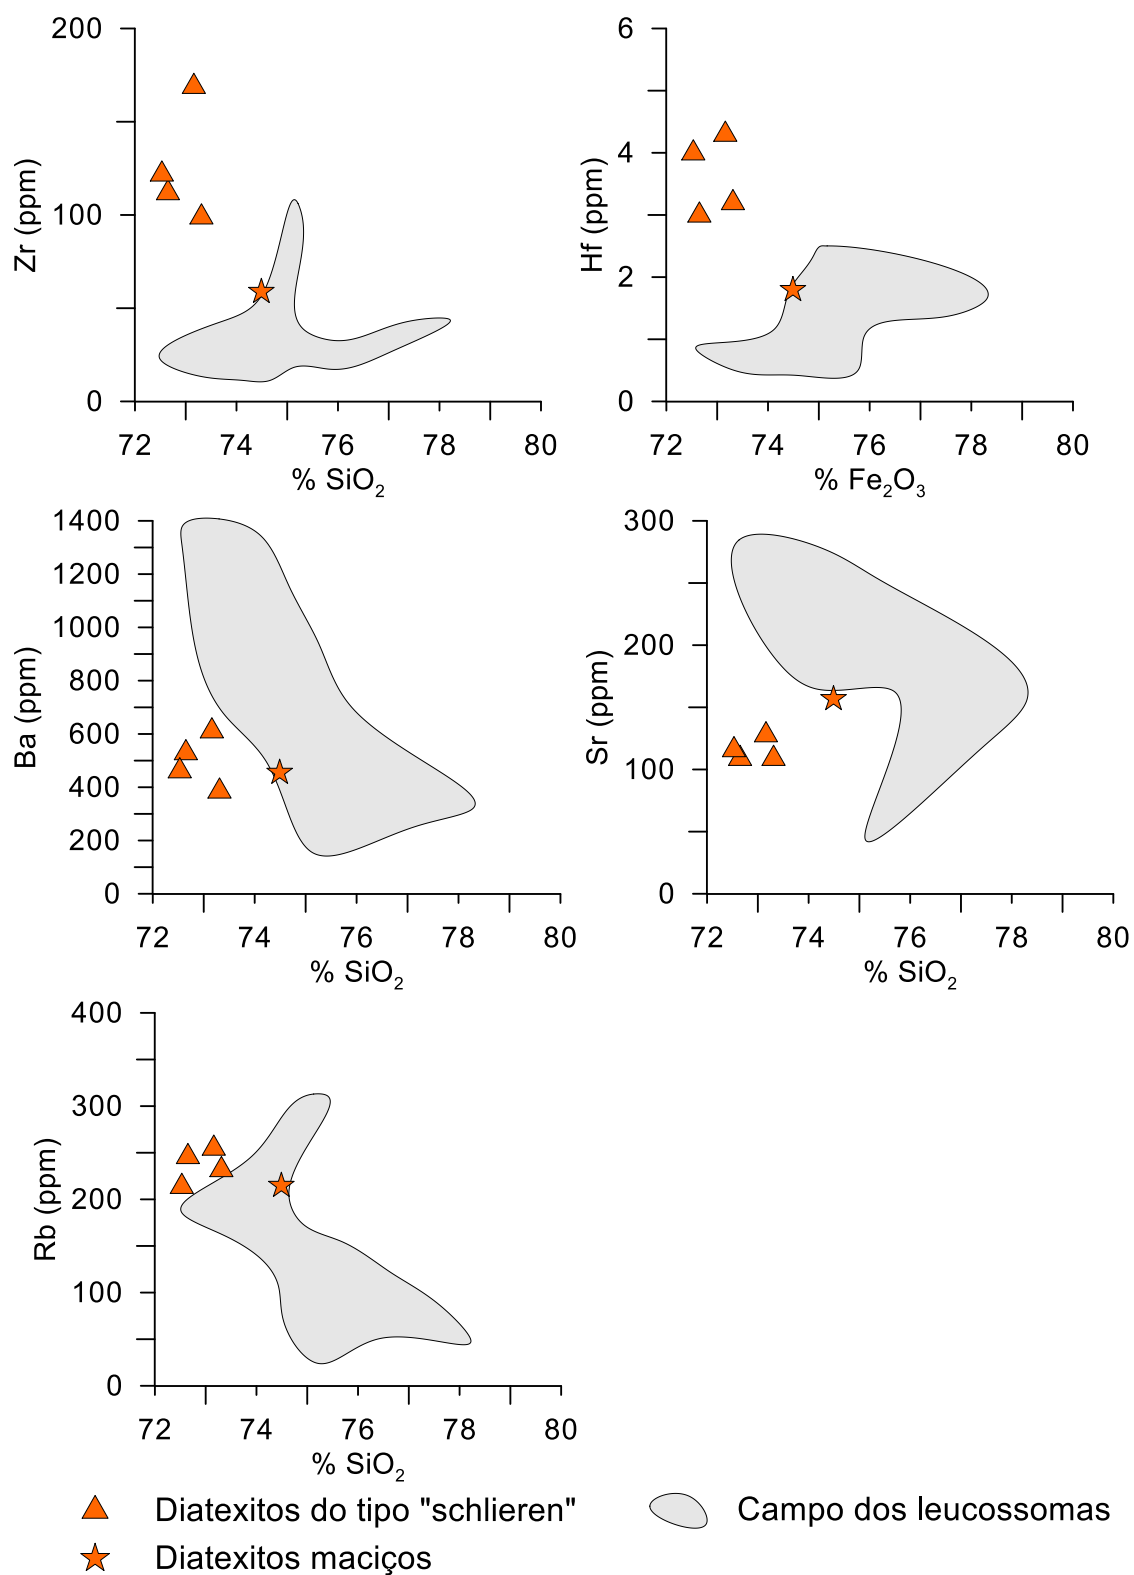 200
100
0
Zr (ppm)
72 74 76 78 80
% SiO₂
6
4
2
0
Hf (ppm)
72 74 76 78 80
% Fe₂O₃
1400
1200
1000
800
600
400
200
0
Ba (ppm)
72 74 76 78 80
% SiO₂
300
200
100
0
Sr (ppm)
72 74 76 78 80
% SiO₂
400
300
200
100
0
Rb (ppm)
72 74 76 78 80
% SiO₂
Diatexitos do tipo "schlieren"
Diatexitos maciços
Campo dos leucossomas